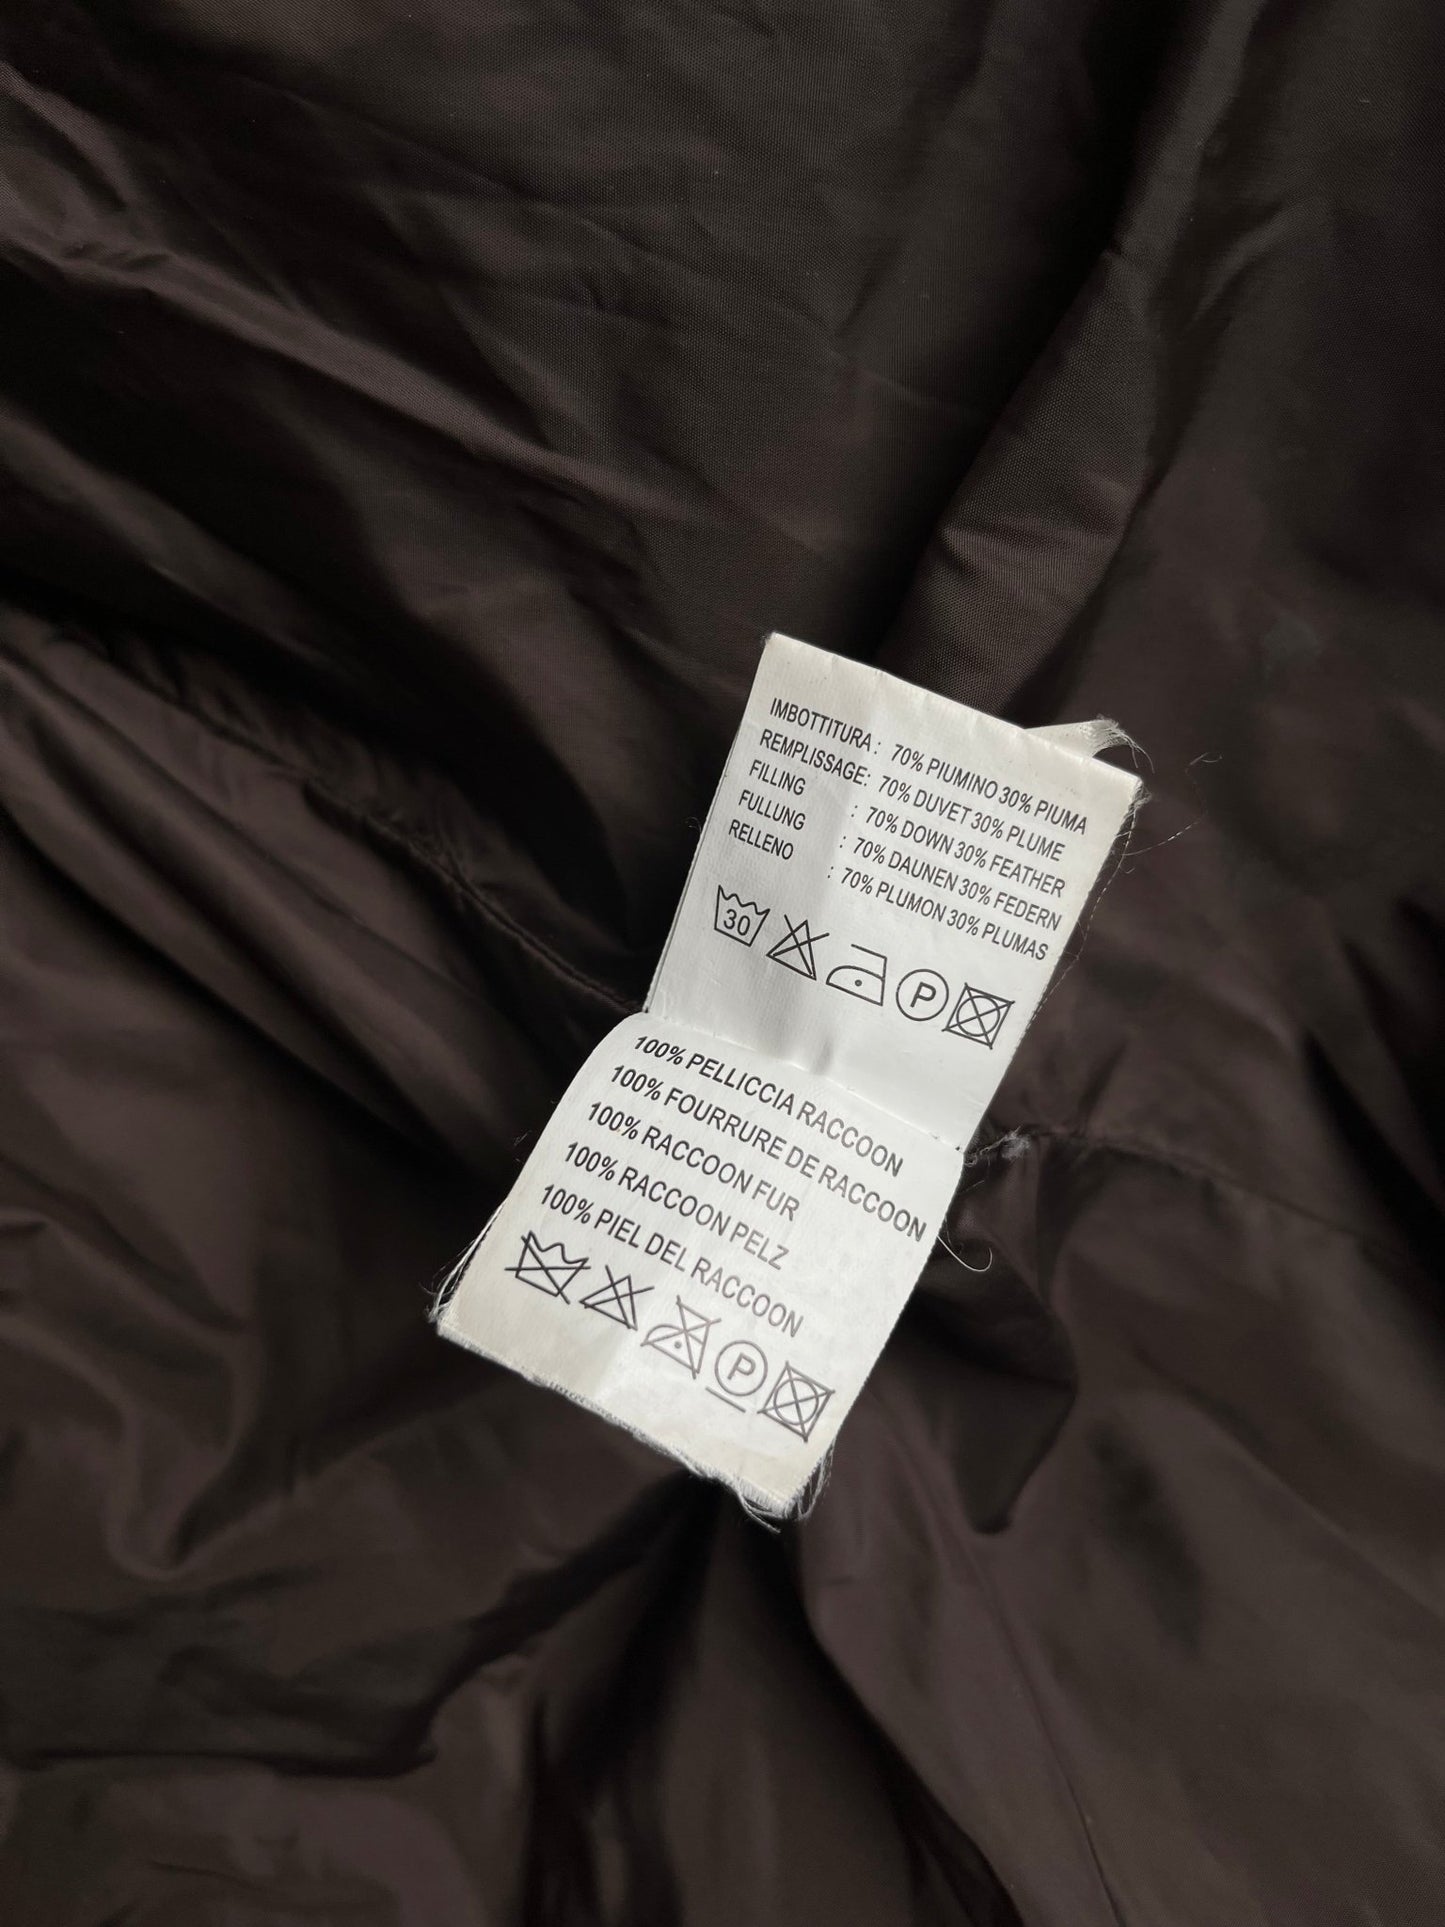 IMBOTTITURA : 70% PIUMINO 30% PIUMA
REMPLISSAGE: 70% DUVET 30% PLUME
FILLING : 70% DOWN 30% FEATHER
FULLUNG : 70% DAUNEN 30% FEDERN
RELLENO : 70% PLUMON 30% PLUMAS
30 P
100% PELLICCIA RACCOON
100% FOURRURE DE RACCOON
100% RACCOON FUR
100% RACCOON PELZ
100% PIEL DEL RACCOON
P